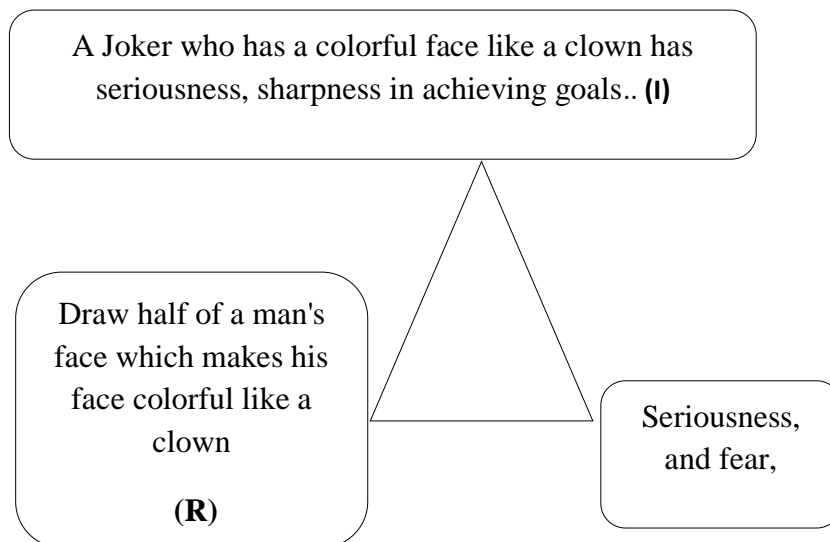 A Joker who has a colorful face like a clown has
seriousness, sharpness in achieving goals.. (I)
Draw half of a man's
face which makes his
face colorful like a
clown
(R)
Seriousness,
and fear,